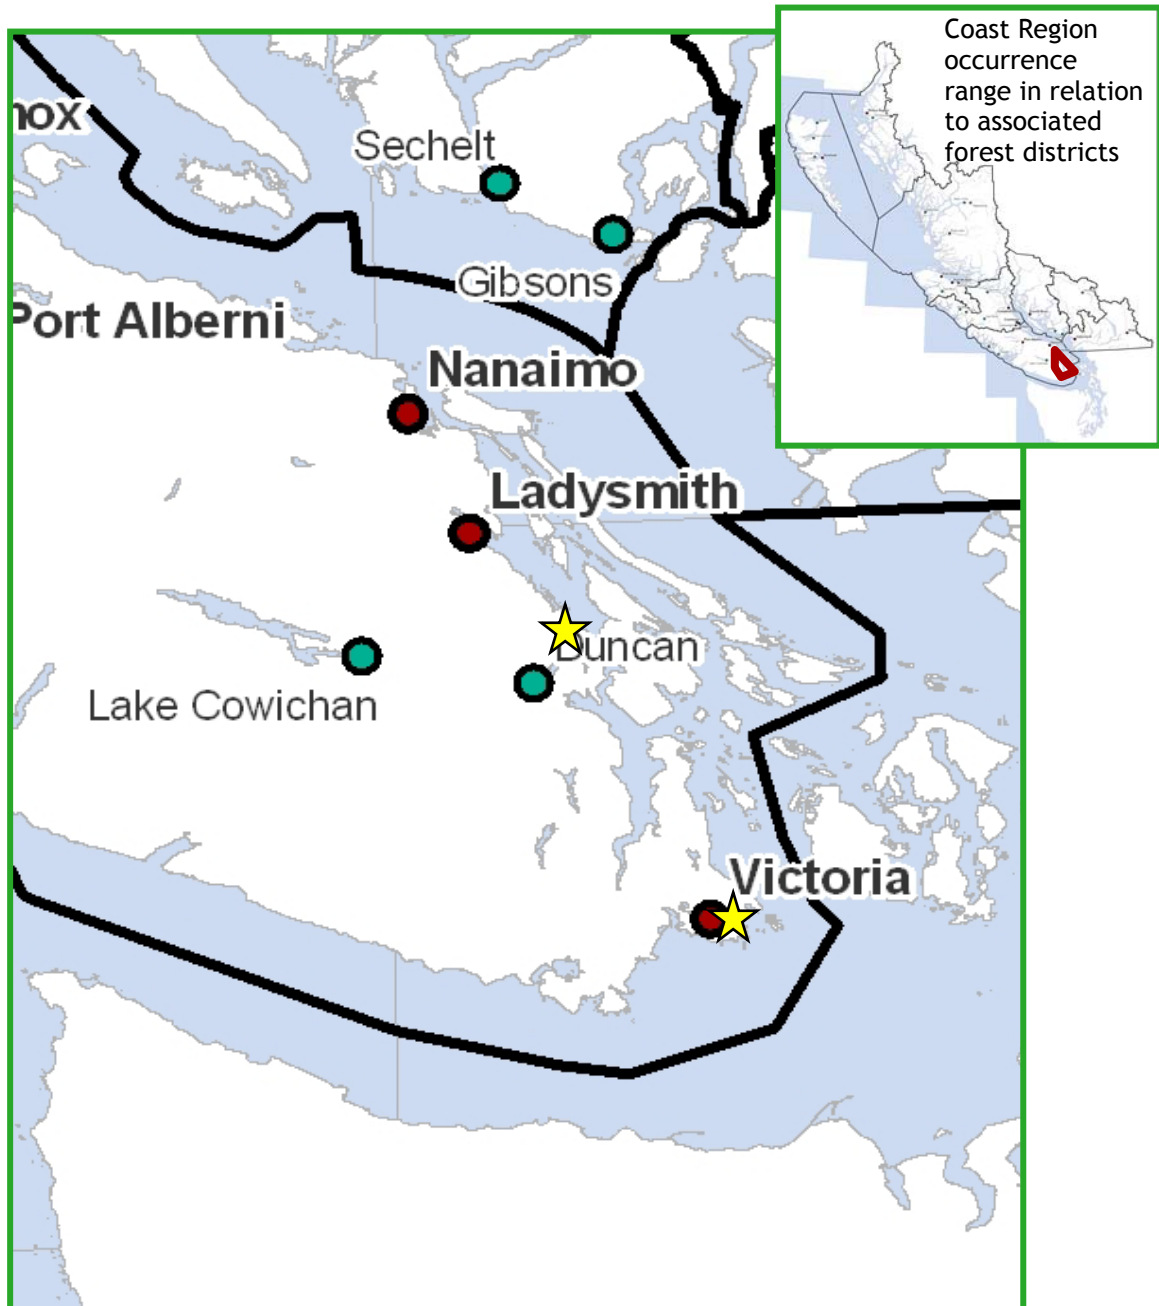 Coast Region
occurrence
range in relation
to associated
forest districts
nox
Sechelt
Gibsons
Port Alberni
Nanaimo
Ladysmith
Duncan
Lake Cowichan
Victoria